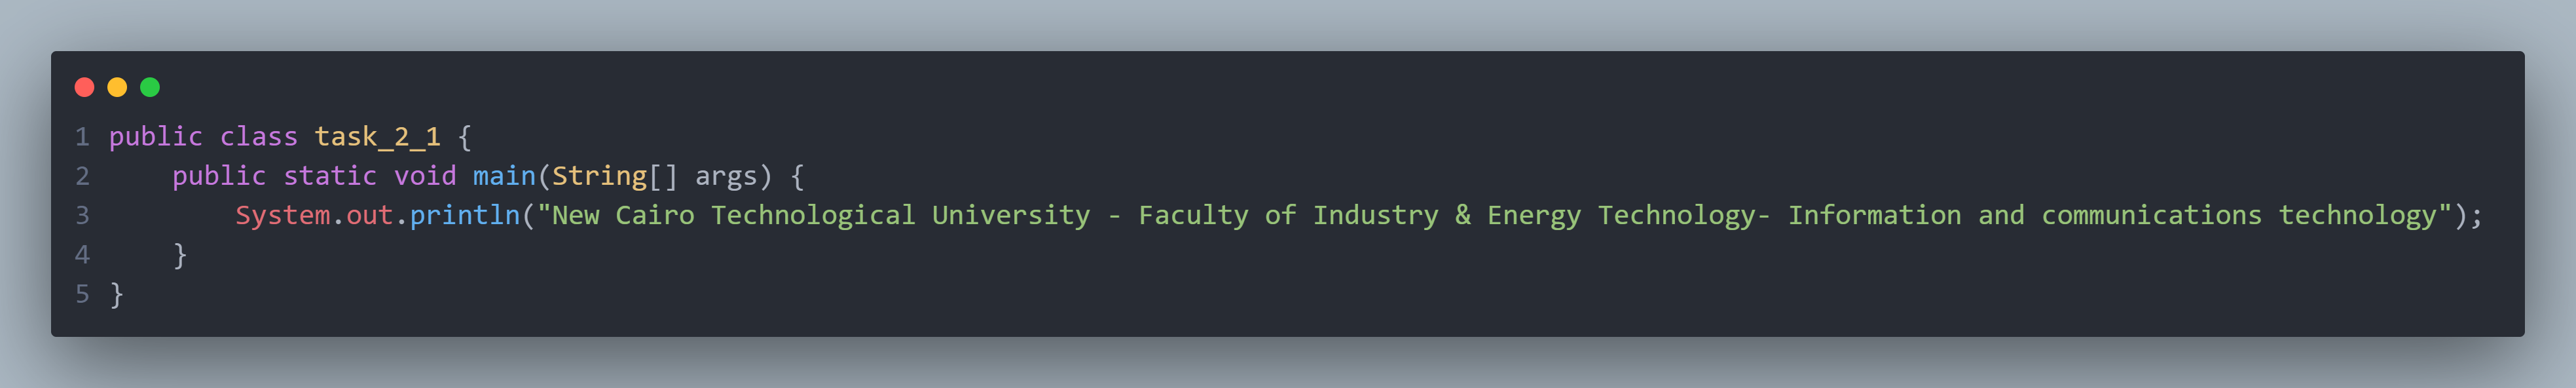 1 public class task_2_1 {
2     public static void main(String[] args) {
3         System.out.println("New Cairo Technological University - Faculty of Industry & Energy Technology- Information and communications technology");
4     }
5 }